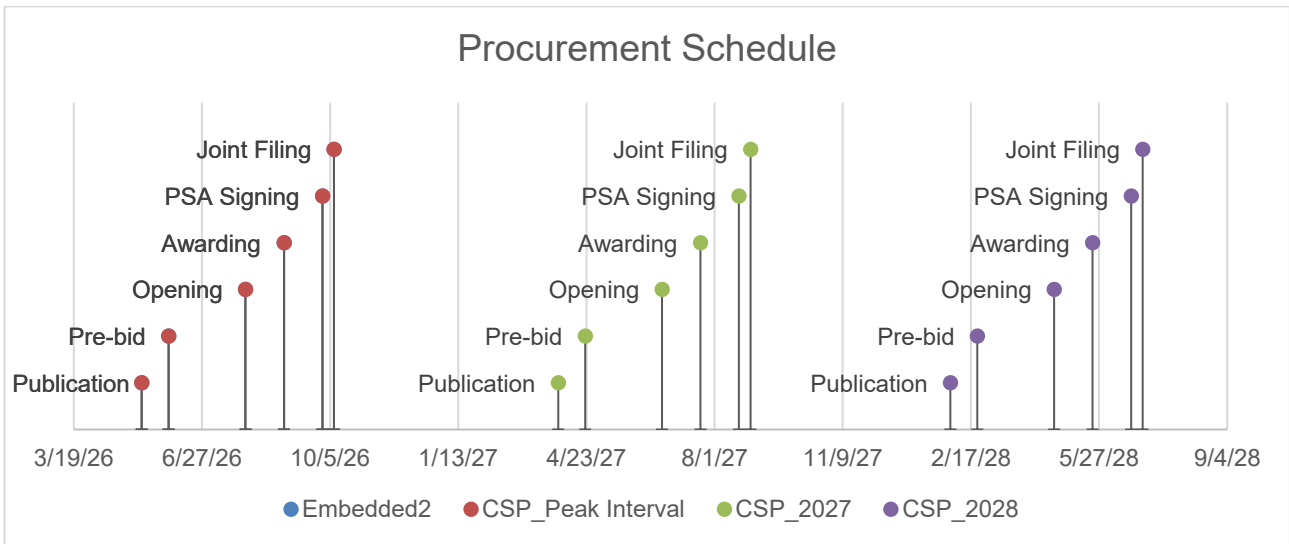 Procurement Schedule
Joint Filing Joint Filing Joint Filing
PSA Signing PSA Signing PSA Signing
Awarding Awarding Awarding
Opening Opening Opening
Pre-bid Pre-bid Pre-bid
Publication Publication Publication
3/19/26 6/27/26 10/5/26 1/13/27 4/23/27 8/1/27 11/9/27 2/17/28 5/27/28 9/4/28
Embedded2 CSP_Peak Interval CSP_2027 CSP_2028